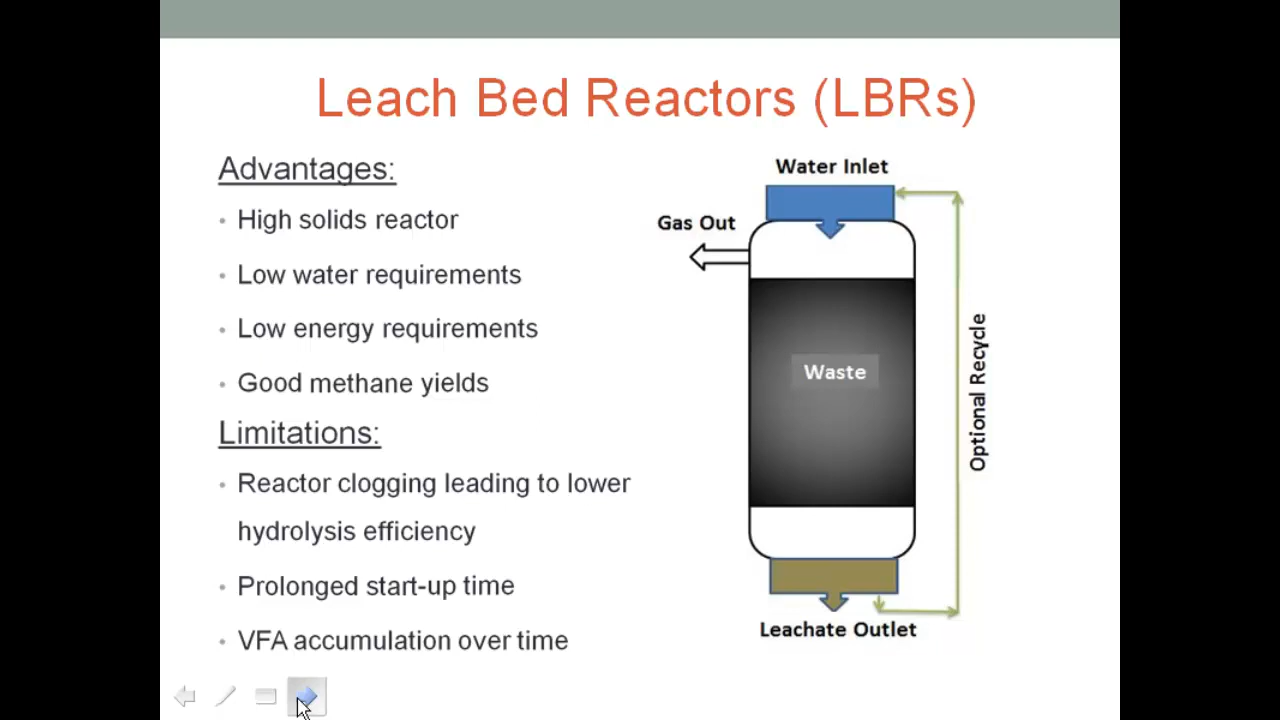 Leach Bed Reactors (LBRs)
Advantages:
• High solids reactor
• Low water requirements
• Low energy requirements
• Good methane yields
Limitations:
• Reactor clogging leading to lower
hydrolysis efficiency
• Prolonged start-up time
• VFA accumulation over time
Water Inlet
Gas Out
Waste
Optional Recycle
Leachate Outlet